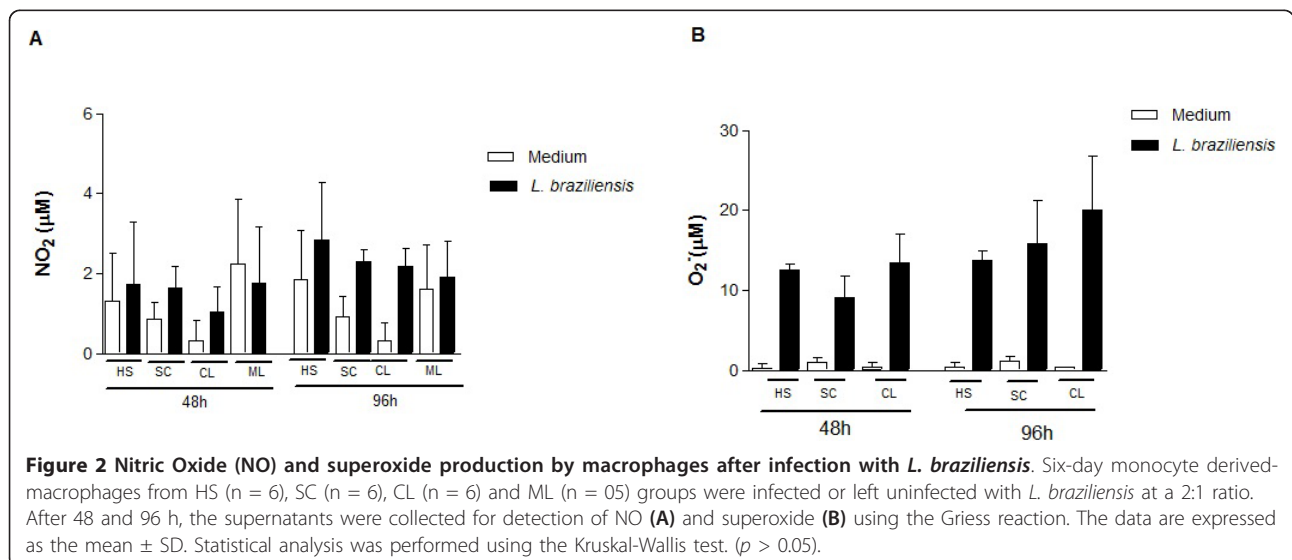 A
B
6
4
2
0
NO2 (μM)
Medium
L. braziliensis
HS SC CL ML HS SC CL ML
48h 96h
30
20
10
0
O2-(μM)
Medium
L. braziliensis
HS SC CL HS SC CL
48h 96h
Figure 2 Nitric Oxide (NO) and superoxide production by macrophages after infection with L. braziliensis. Six-day monocyte derived-
macrophages from HS (n = 6), SC (n = 6), CL (n = 6) and ML (n = 05) groups were infected or left uninfected with L. braziliensis at a 2:1 ratio.
After 48 and 96 h, the supernatants were collected for detection of NO (A) and superoxide (B) using the Griess reaction. The data are expressed
as the mean ± SD. Statistical analysis was performed using the Kruskal-Wallis test. (p > 0.05).